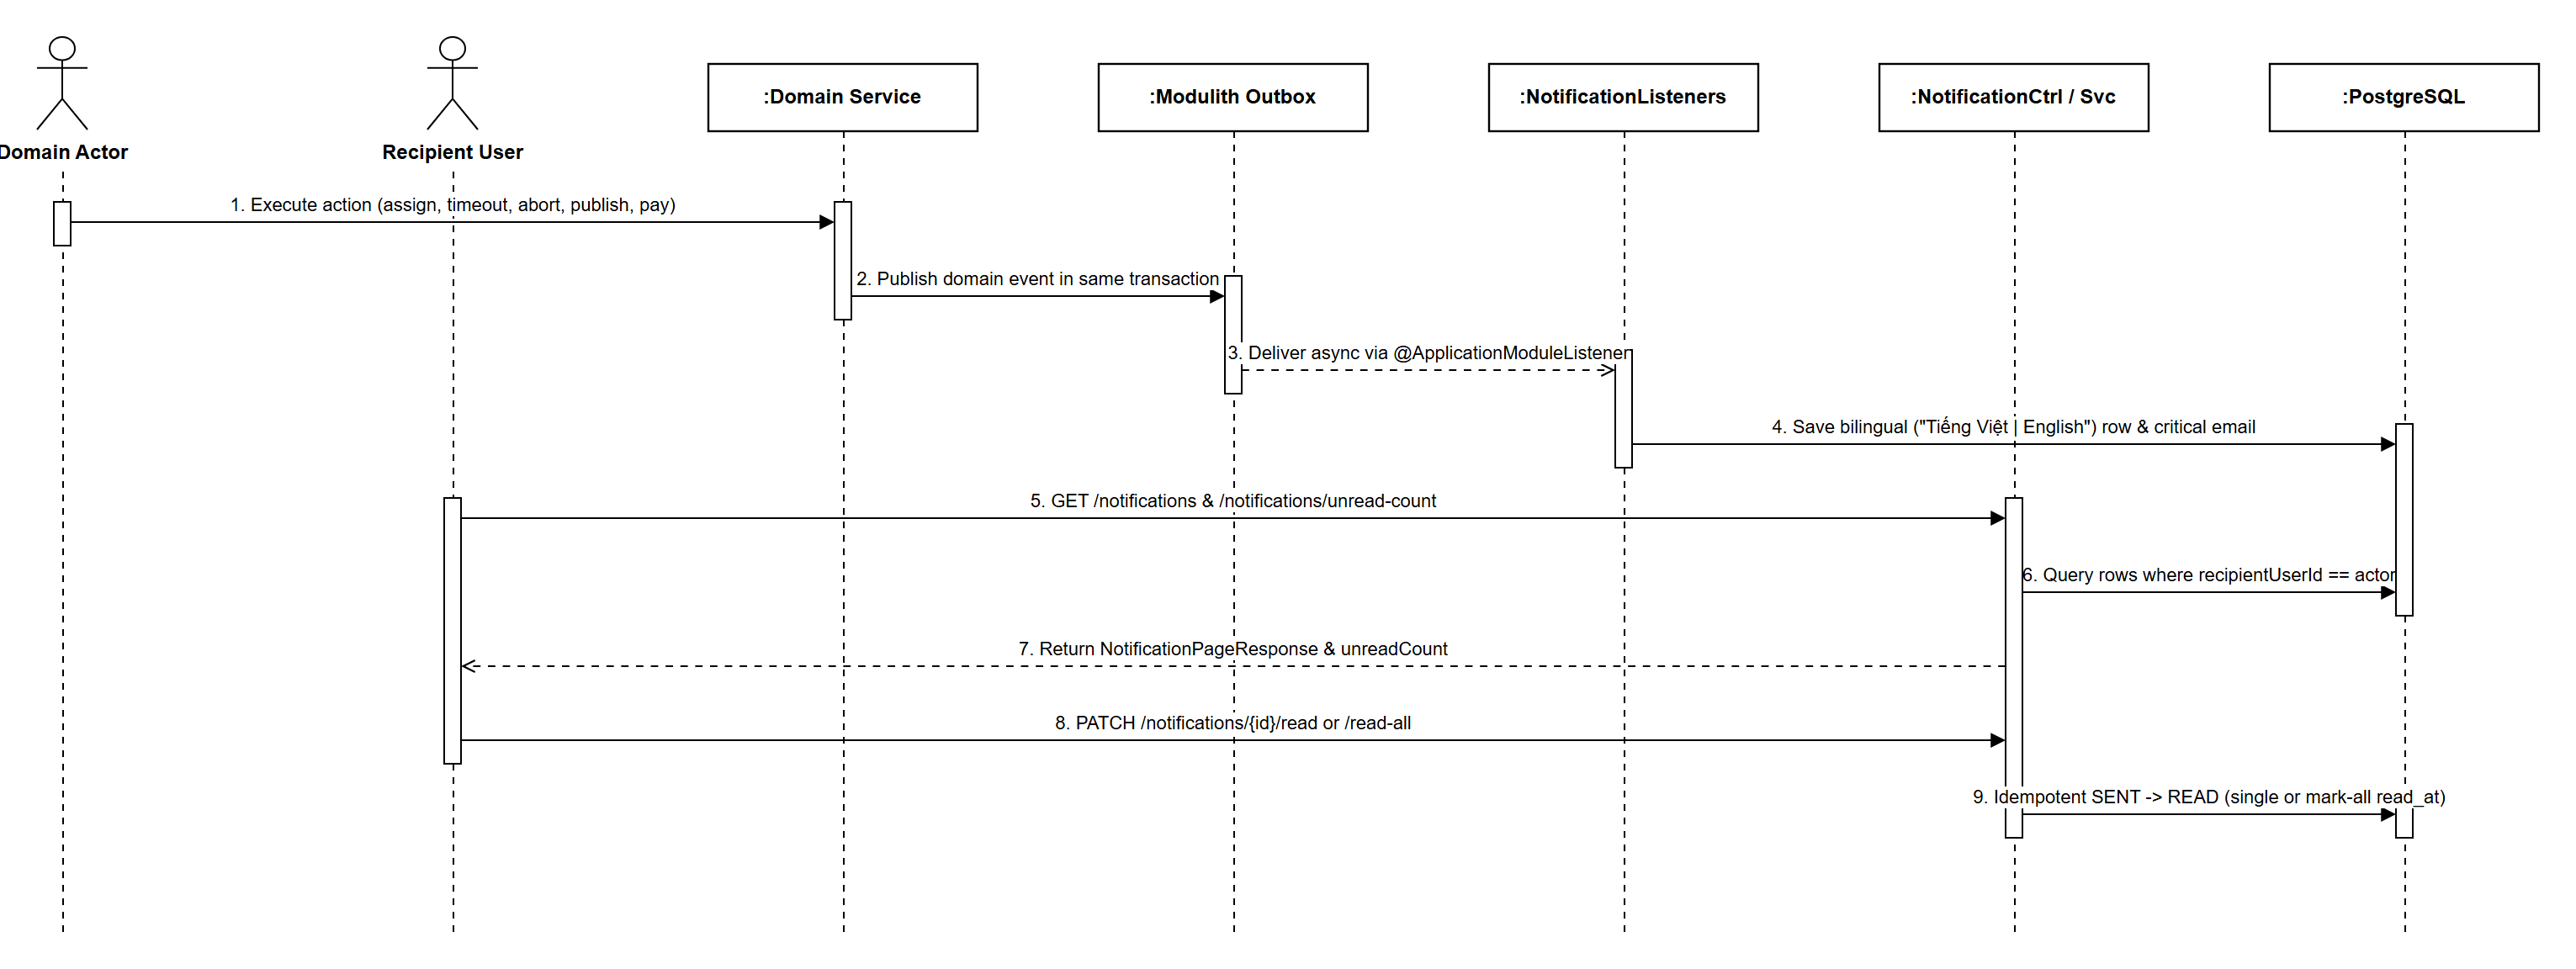 Domain Actor
Recipient User
:Domain Service
:Modulith Outbox
:NotificationListeners
:NotificationCtrl / Svc
:PostgreSQL
1. Execute action (assign, timeout, abort, publish, pay)
2. Publish domain event in same transaction
3. Deliver async via @ApplicationModuleListener
4. Save bilingual ("Tiếng Việt | English") row & critical email
5. GET /notifications & /notifications/unread-count
6. Query rows where recipientUserId == actor
7. Return NotificationPageResponse & unreadCount
8. PATCH /notifications/{id}/read or /read-all
9. Idempotent SENT -> READ (single or mark-all read_at)